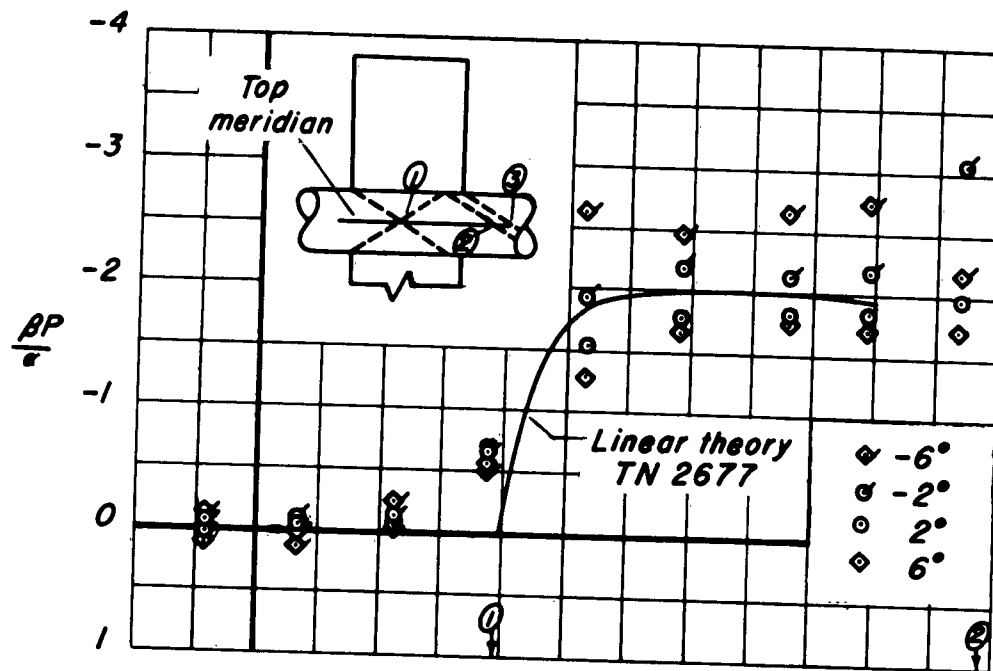 -4
-3
-2
-1
0
1
βP
α
Top
meridian
①
③
②
Linear theory
TN 2677
-6°
-2°
2°
6°
①
②